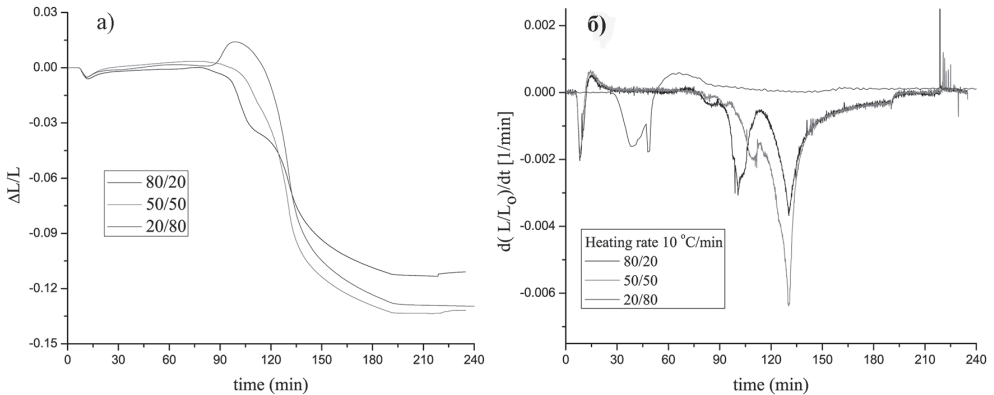 а)
ΔL/L
0.03
0.00
-0.03
-0.06
-0.09
-0.12
-0.15
80/20
50/50
20/80
0 30 60 90 120 150 180 210 240
time (min)
б)
d( L/Lo)/dt [1/min]
0.002
0.000
-0.002
-0.004
-0.006
Heating rate 10 °C/min
80/20
50/50
20/80
0 30 60 90 120 150 180 210 240
time (min)